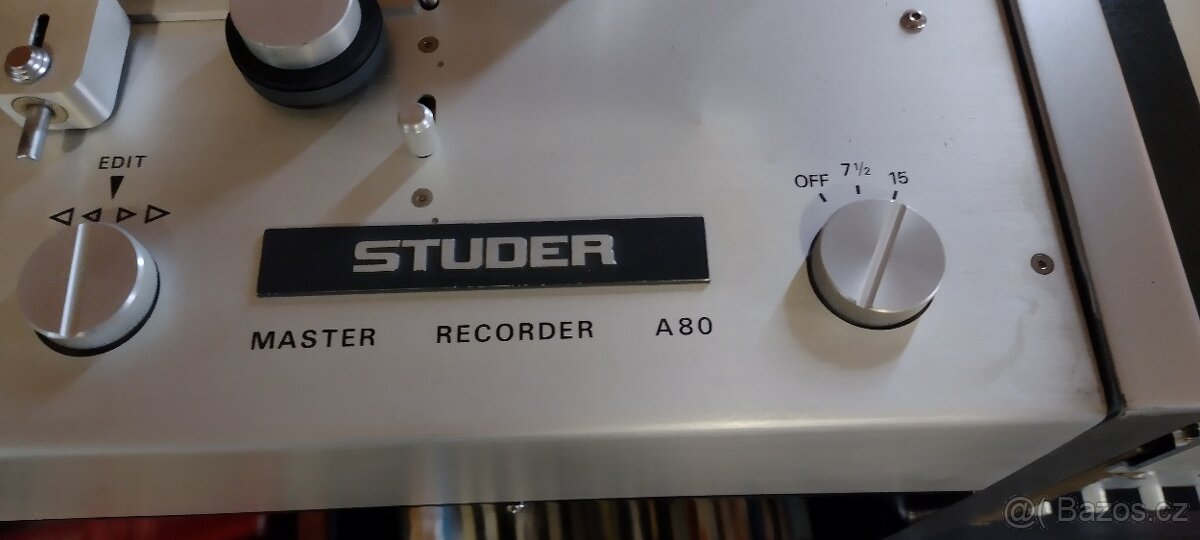 EDIT
OFF 7½ 15
STUDER
MASTER RECORDER A80
@( Bazos.cz